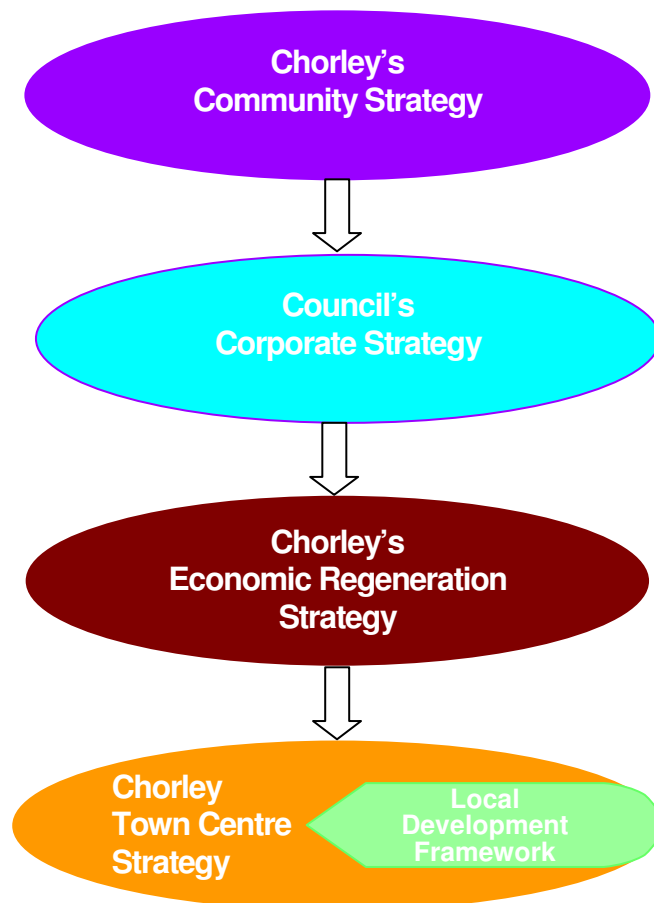 Chorley’s
Community Strategy
Council’s
Corporate Strategy
Chorley’s
Economic Regeneration
Strategy
Chorley
Town Centre
Strategy
Local
Development
Framework